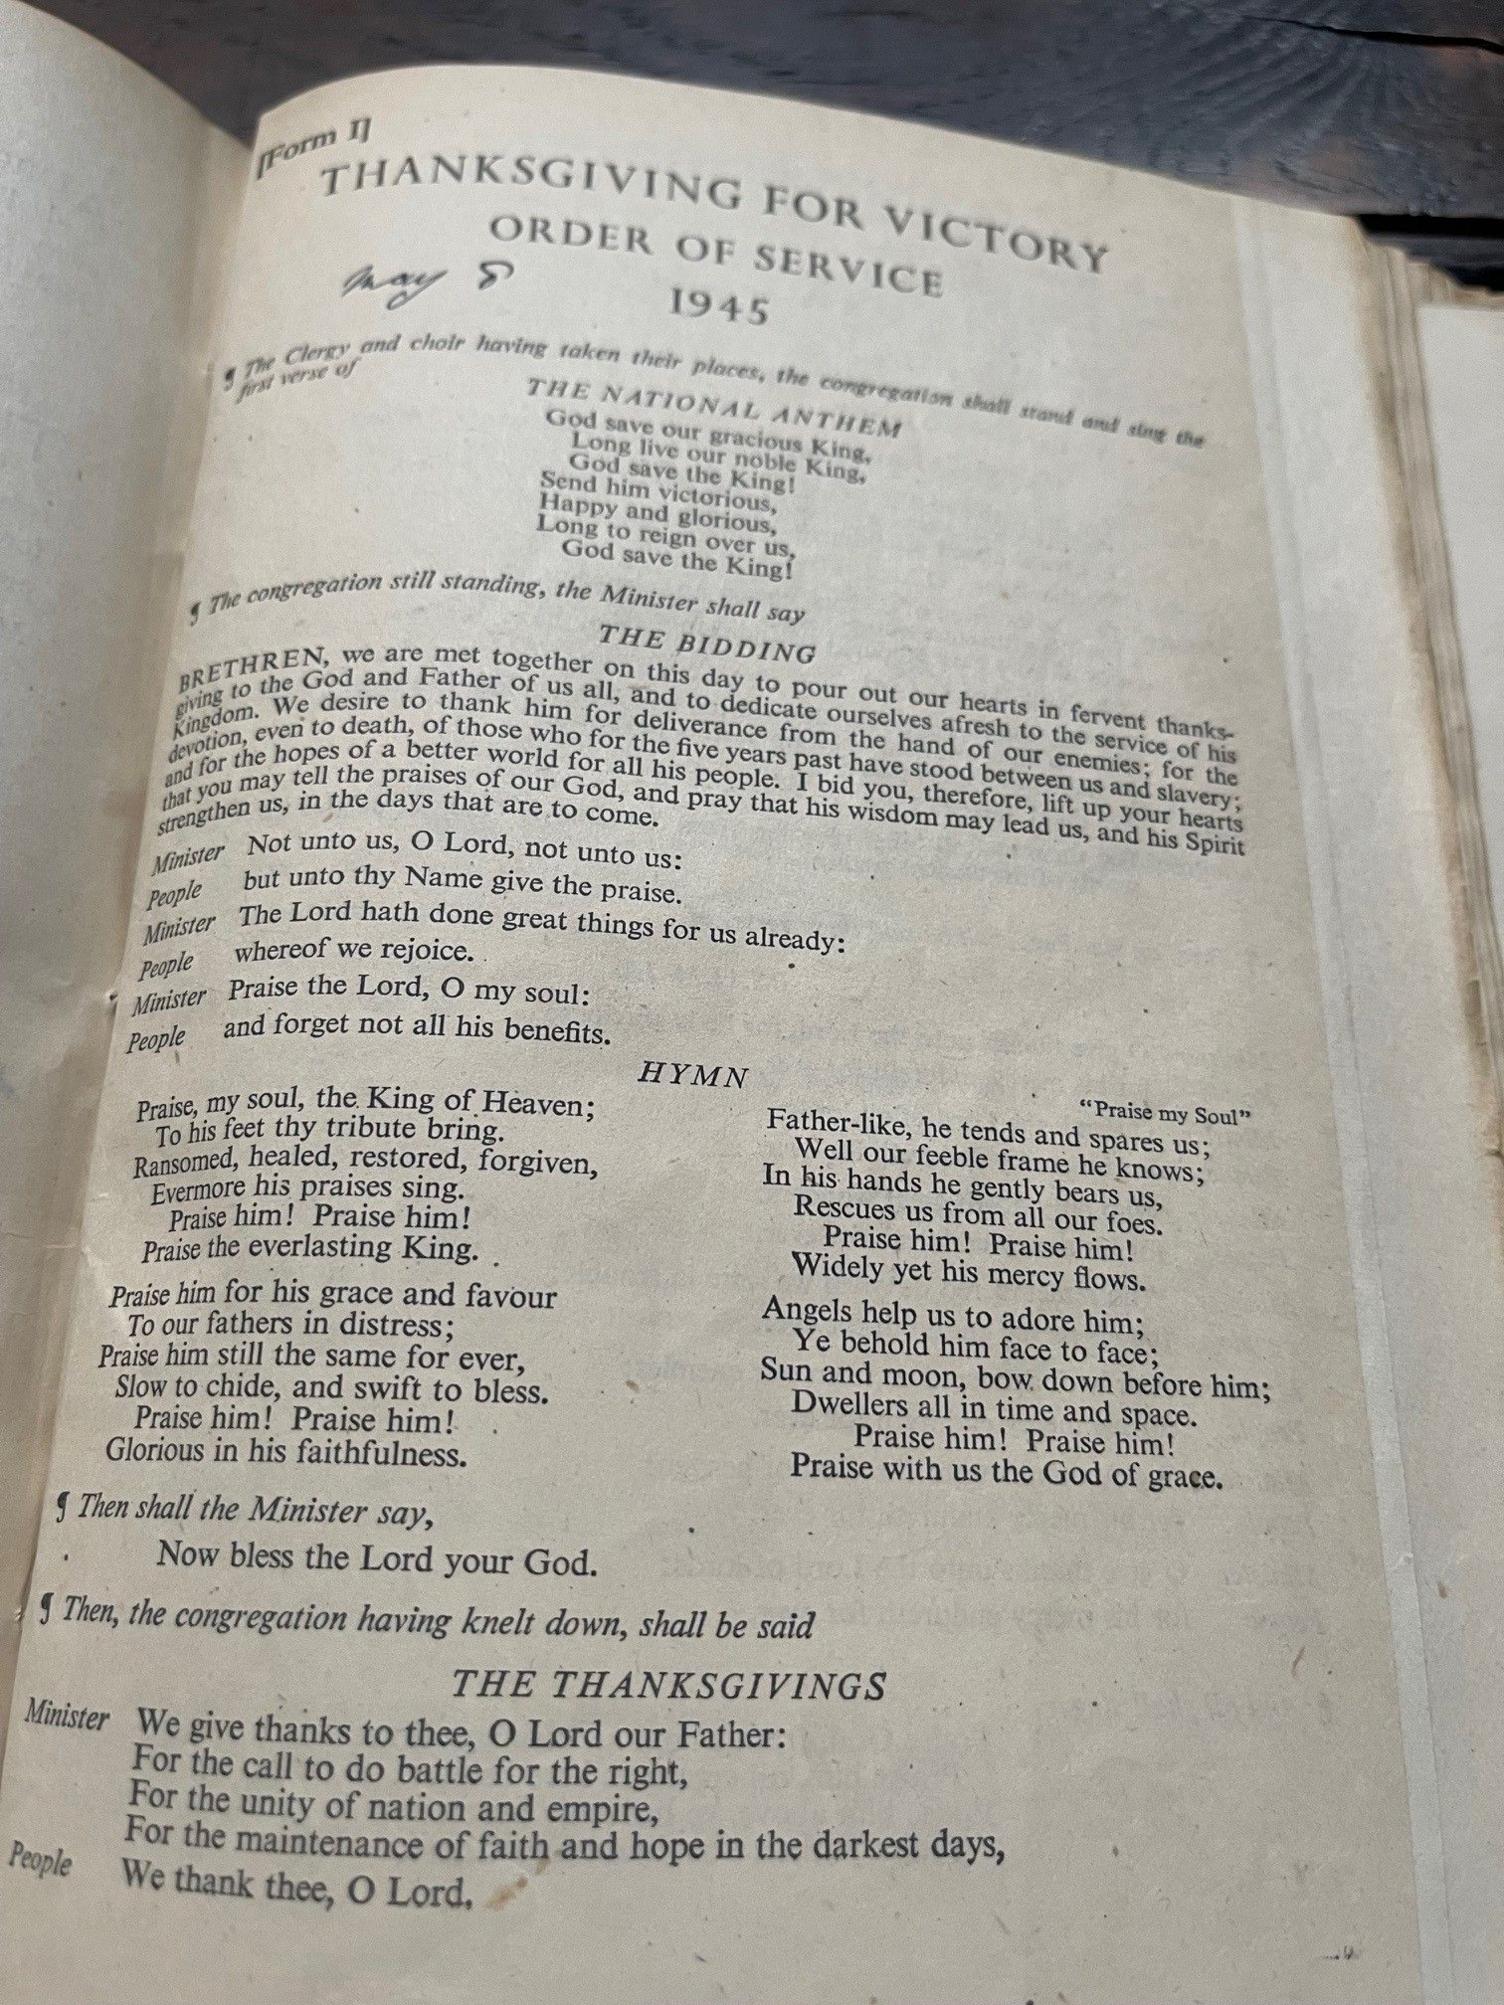 [Form I]
THANKSGIVING FOR VICTORY
ORDER OF SERVICE
May 8
1945
¶ The Clergy and choir having taken their places, the congregation shall stand and sing the
first verse of
THE NATIONAL ANTHEM
God save our gracious King,
Long live our noble King,
God save the King!
Send him victorious,
Happy and glorious,
Long to reign over us,
God save the King!
¶ The congregation still standing, the Minister shall say
THE BIDDING
BRETHREN, we are met together on this day to pour out our hearts in fervent thanks-
giving to the God and Father of us all, and to dedicate ourselves afresh to the service of his
Kingdom. We desire to thank him for deliverance from the hand of our enemies; for the
devotion, even to death, of those who for the five years past have stood between us and slavery;
and for the hopes of a better world for all his people. I bid you, therefore, lift up your hearts
that you may tell the praises of our God, and pray that his wisdom may lead us, and his Spirit
strengthen us, in the days that are to come.
Minister Not unto us, O Lord, not unto us:
People but unto thy Name give the praise.
Minister The Lord hath done great things for us already:
People whereof we rejoice.
Minister Praise the Lord, O my soul:
People and forget not all his benefits.
HYMN
"Praise my Soul"
Praise, my soul, the King of Heaven;
To his feet thy tribute bring.
Ransomed, healed, restored, forgiven,
Evermore his praises sing.
Praise him! Praise him!
Praise the everlasting King.
Praise him for his grace and favour
To our fathers in distress;
Praise him still the same for ever,
Slow to chide, and swift to bless.
Praise him! Praise him!
Glorious in his faithfulness.
Father-like, he tends and spares us;
Well our feeble frame he knows;
In his hands he gently bears us,
Rescues us from all our foes.
Praise him! Praise him!
Widely yet his mercy flows.
Angels help us to adore him;
Ye behold him face to face;
Sun and moon, bow down before him;
Dwellers all in time and space.
Praise him! Praise him!
Praise with us the God of grace.
¶ Then shall the Minister say,
Now bless the Lord your God.
¶ Then, the congregation having knelt down, shall be said
THE THANKSGIVINGS
Minister We give thanks to thee, O Lord our Father:
For the call to do battle for the right,
For the unity of nation and empire,
For the maintenance of faith and hope in the darkest days,
People We thank thee, O Lord.